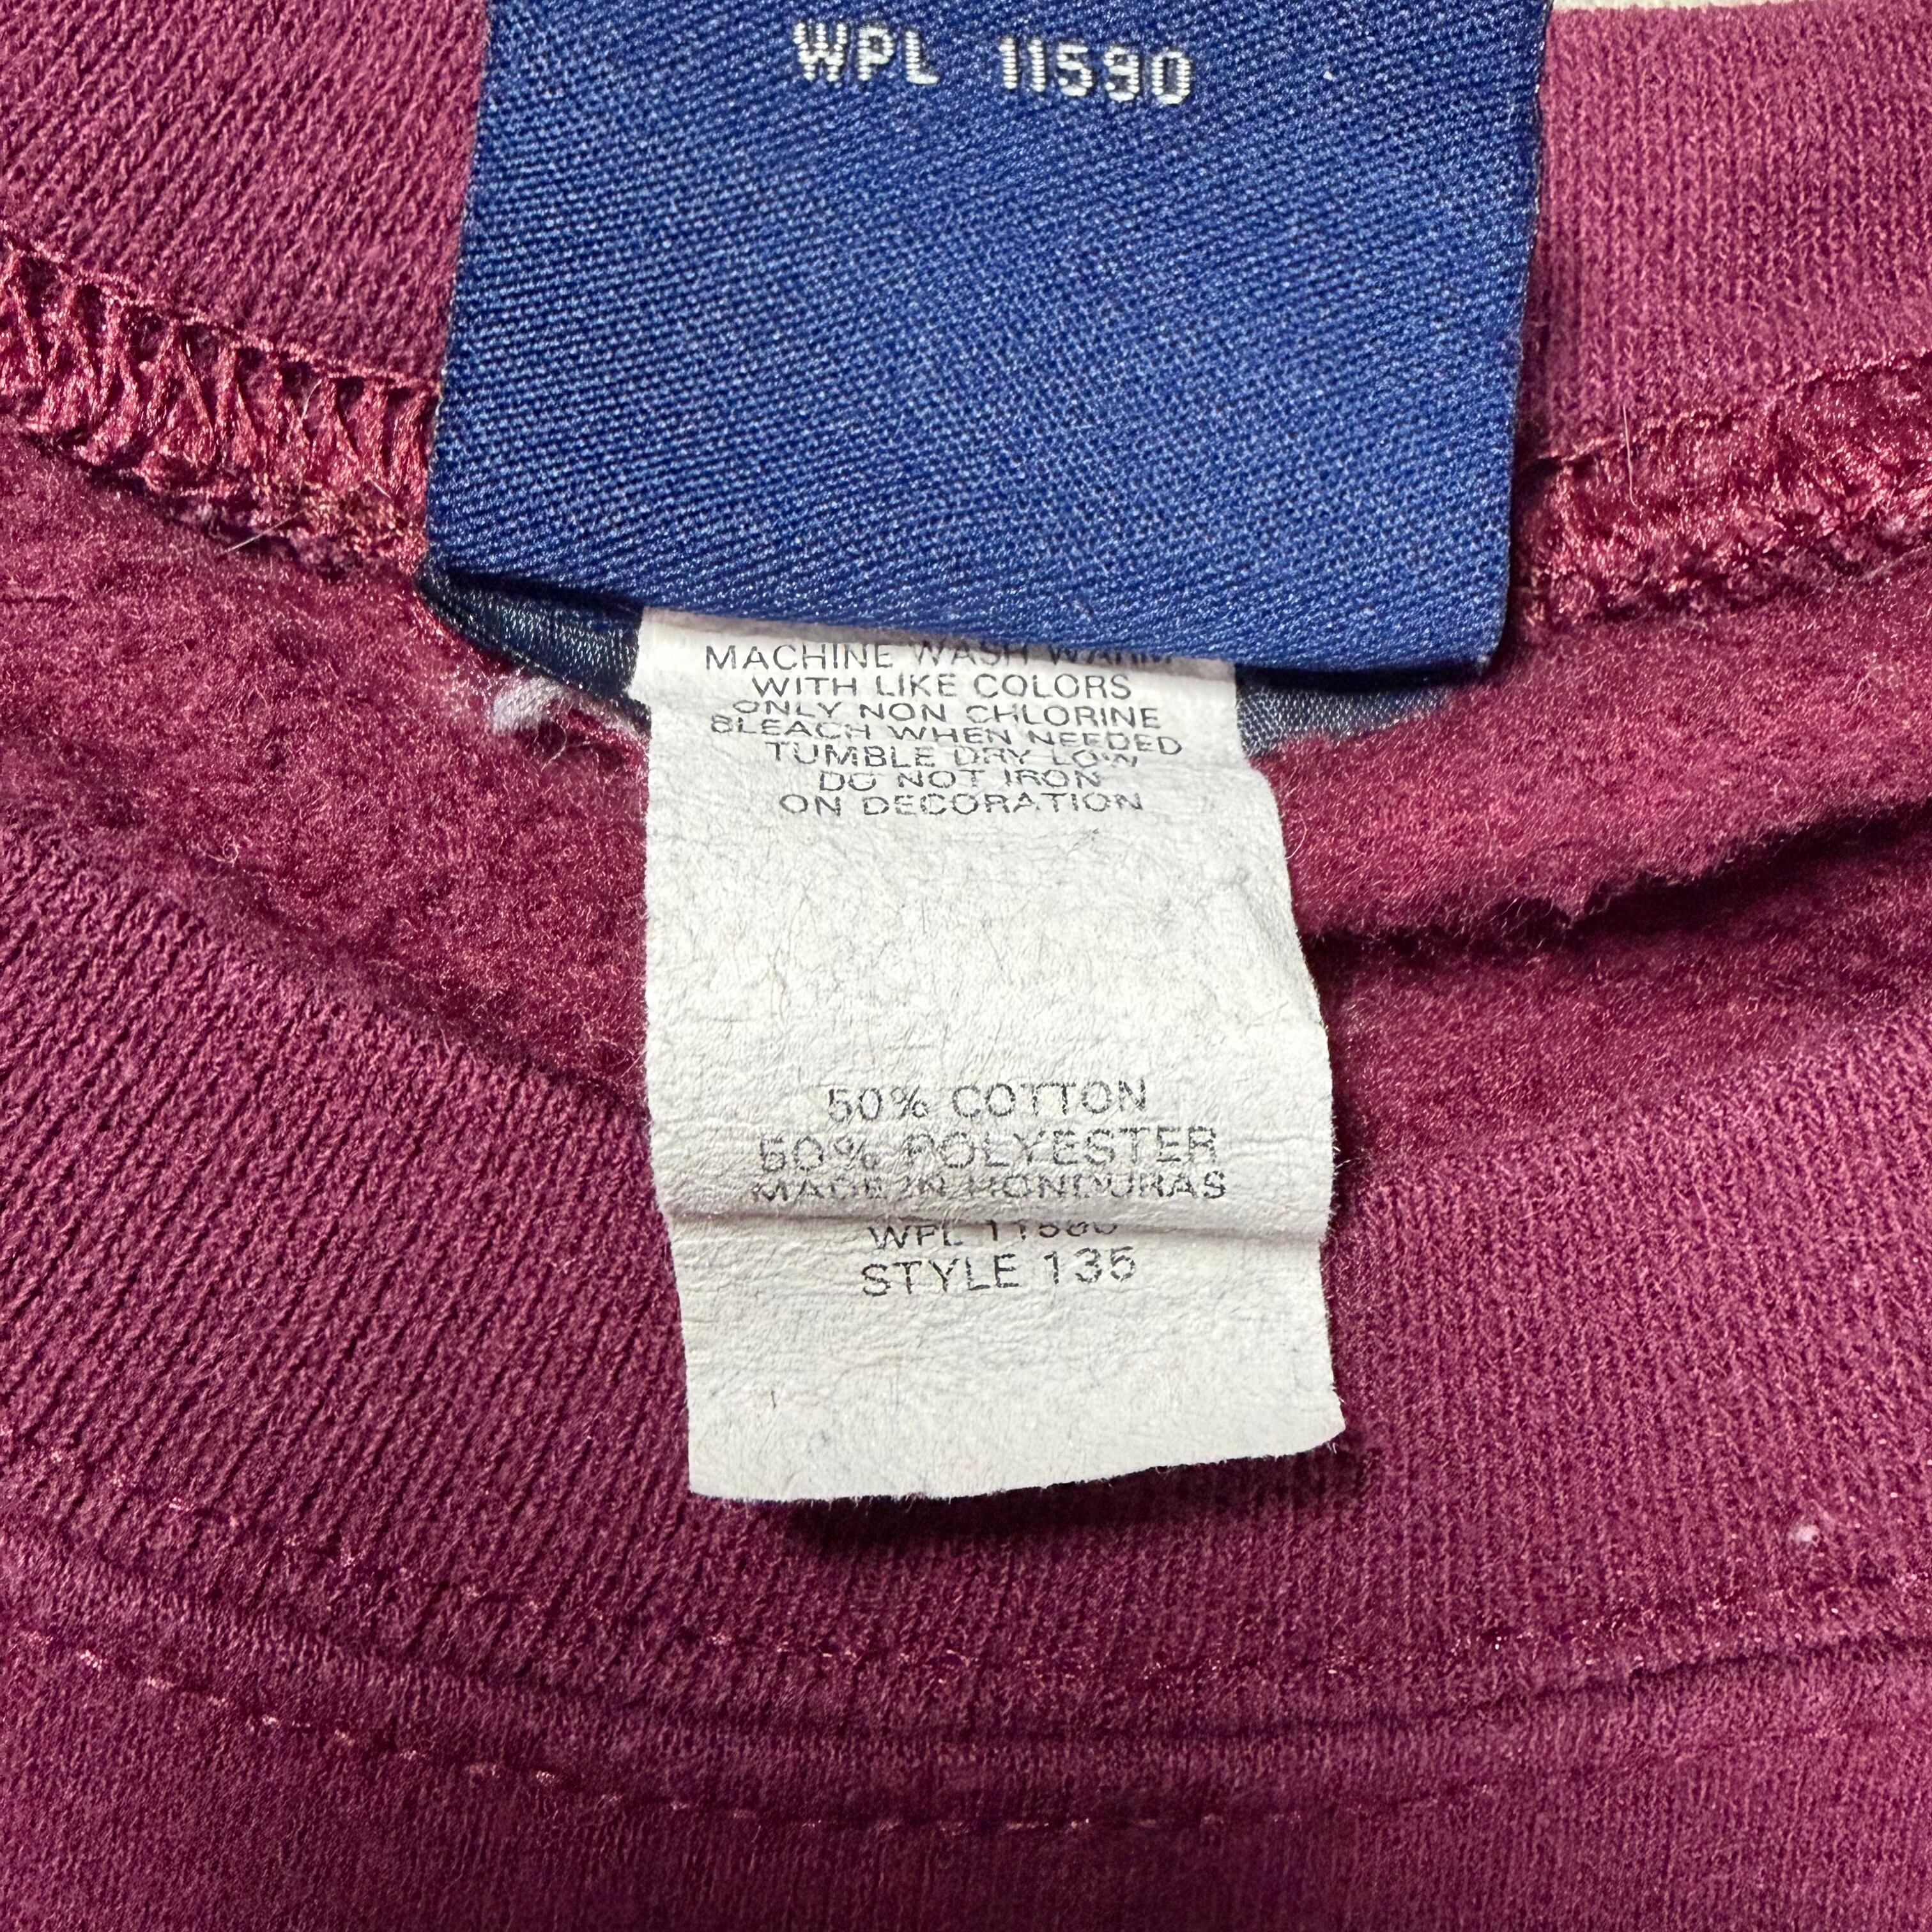 WPL 11590
MACHINE WASH WARM
WITH LIKE COLORS
ONLY NON CHLORINE
BLEACH WHEN NEEDED
TUMBLE DRY LOW
DO NOT IRON
ON DECORATION
50% COTTON
50% POLYESTER
MADE IN HONDURAS
WPL
STYLE 135